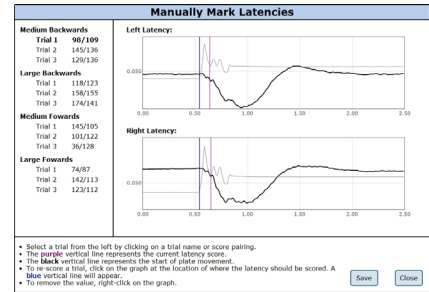 Manually Mark Latencies
Medium Backwards
Trial 1 98/109
Trial 2 145/136
Trial 3 129/136
Large Backwards
Trial 1 118/123
Trial 2 158/155
Trial 3 174/141
Medium Fowards
Trial 1 145/105
Trial 2 101/122
Trial 3 36/128
Large Fowards
Trial 1 74/87
Trial 2 142/113
Trial 3 123/112
Left Latency:
0.050
0.00 0.50 1.00 1.50 2.00 2.50
Right Latency:
0.050
0.00 0.50 1.00 1.50 2.00 2.50
• Select a trial from the left by clicking on a trial name or score pairing.
• The purple vertical line represents the current latency score.
• The black vertical line represents the start of plate movement.
• To re-score a trial, click on the graph at the location of where the latency should be scored. A
blue vertical line will appear.
• To remove the value, right-click on the graph.
Save Close